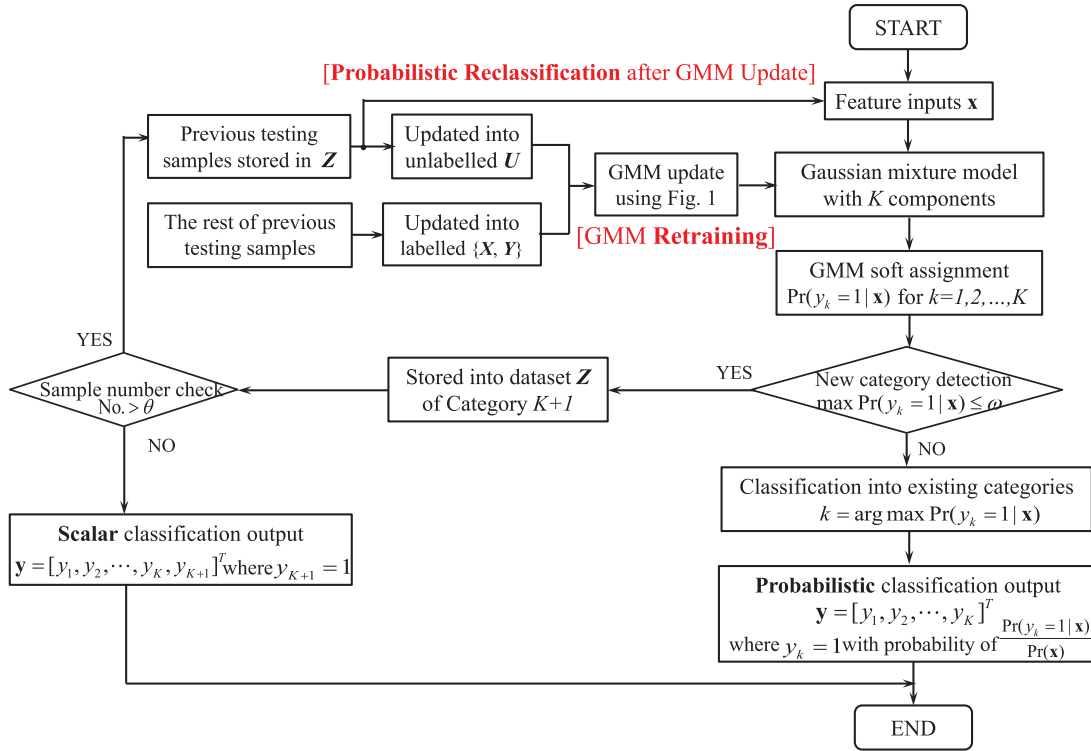 START
[Probabilistic Reclassification after GMM Update]
Feature inputs x
Previous testing
samples stored in Z
Updated into
unlabelled U
GMM update
using Fig. 1
Gaussian mixture model
with K components
The rest of previous
testing samples
Updated into
labelled {X, Y}
[GMM Retraining]
GMM soft assignment
Pr(y_k = 1 | x) for k=1,2,...,K
YES
Sample number check
No. > θ
Stored into dataset Z
of Category K+1
YES
New category detection
max Pr(y_k = 1 | x) ≤ ω
NO
NO
Classification into existing categories
k = arg max Pr(y_k = 1 | x)
Scalar classification output
y = [y_1, y_2, ⋯, y_K, y_{K+1}]^T where y_{K+1} = 1
Probabilistic classification output
y = [y_1, y_2, ⋯, y_K]^T
where y_k = 1 with probability of Pr(y_k = 1 | x) / Pr(x)
END